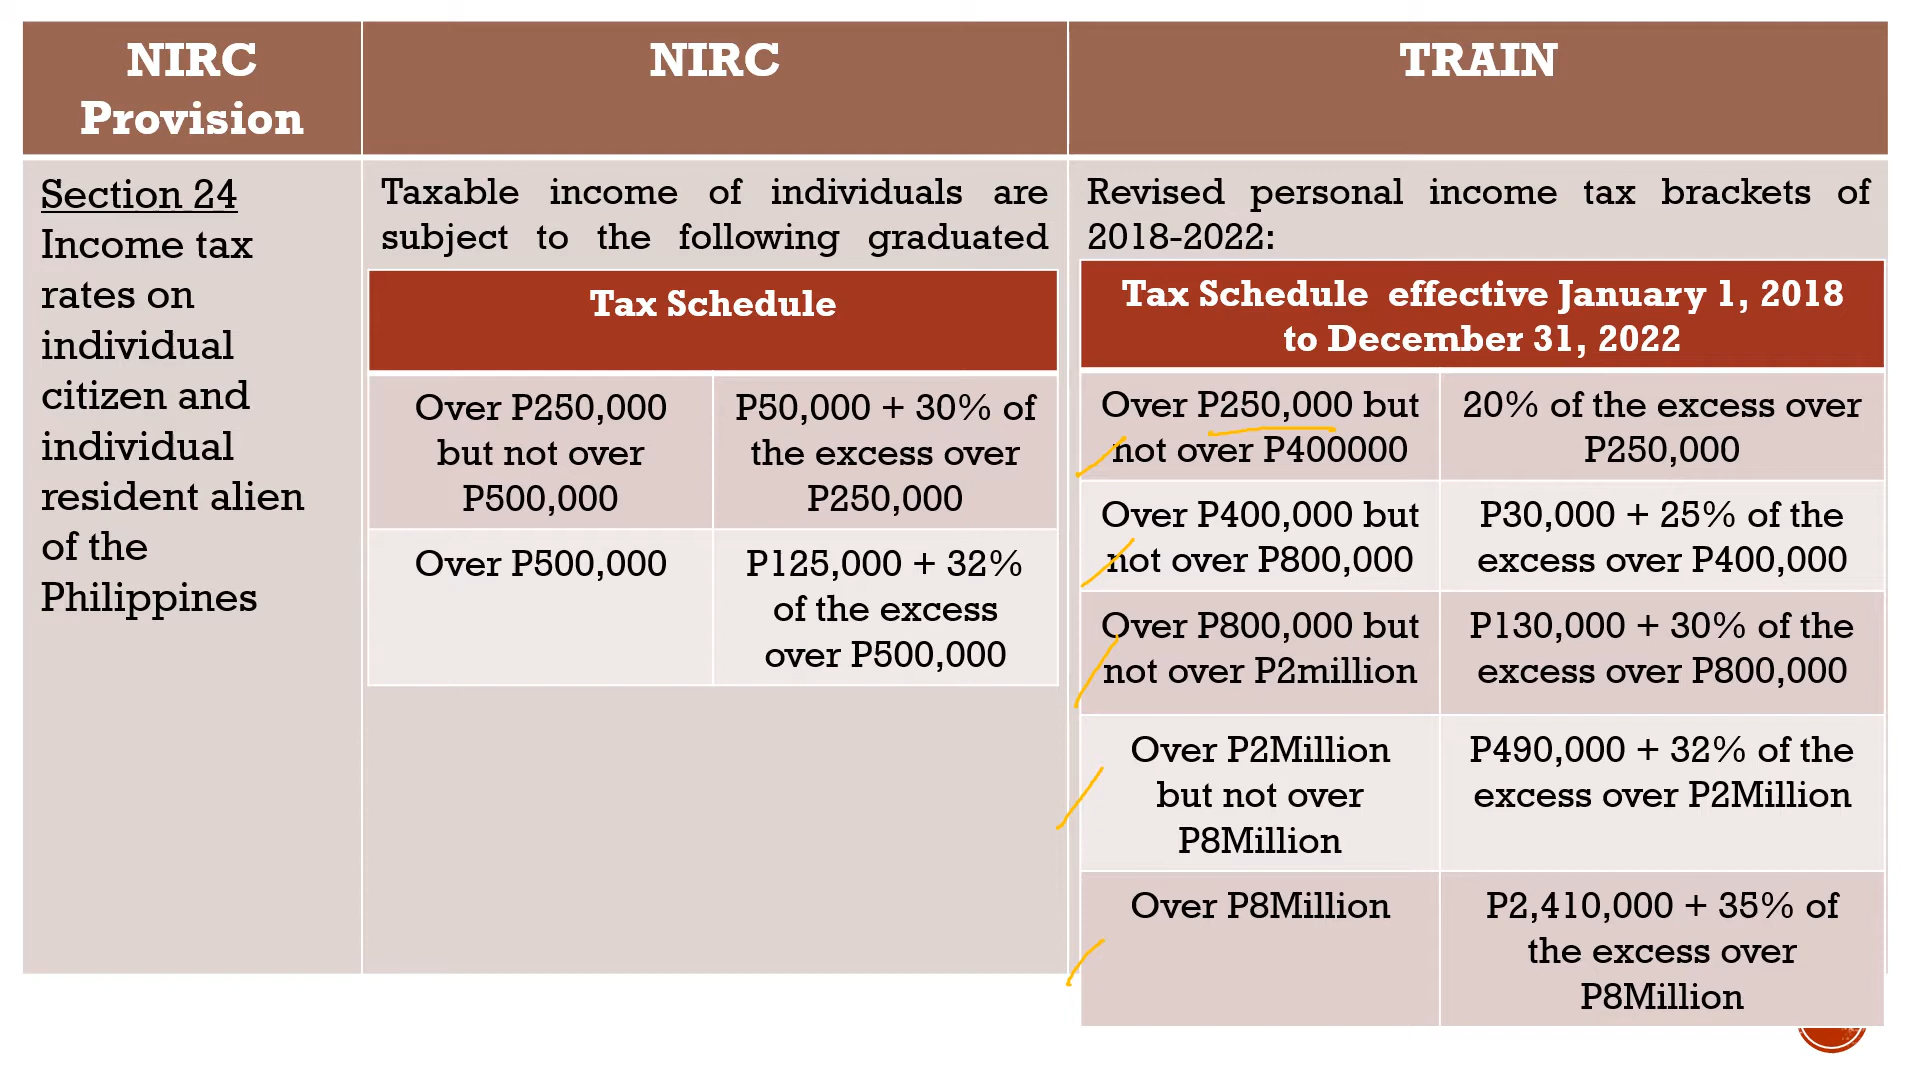 NIRC
Provision
NIRC
TRAIN
Section 24
Income tax
rates on
individual
citizen and
individual
resident alien
of the
Philippines
Taxable income of individuals are
subject to the following graduated
Tax Schedule
Over P250,000
but not over
P500,000
P50,000 + 30% of
the excess over
P250,000
Over P500,000
P125,000 + 32%
of the excess
over P500,000
Revised personal income tax brackets of
2018-2022:
Tax Schedule effective January 1, 2018
to December 31, 2022
Over P250,000 but
not over P400000
20% of the excess over
P250,000
Over P400,000 but
not over P800,000
P30,000 + 25% of the
excess over P400,000
Over P800,000 but
not over P2million
P130,000 + 30% of the
excess over P800,000
Over P2Million
but not over
P8Million
P490,000 + 32% of the
excess over P2Million
Over P8Million
P2,410,000 + 35% of
the excess over
P8Million